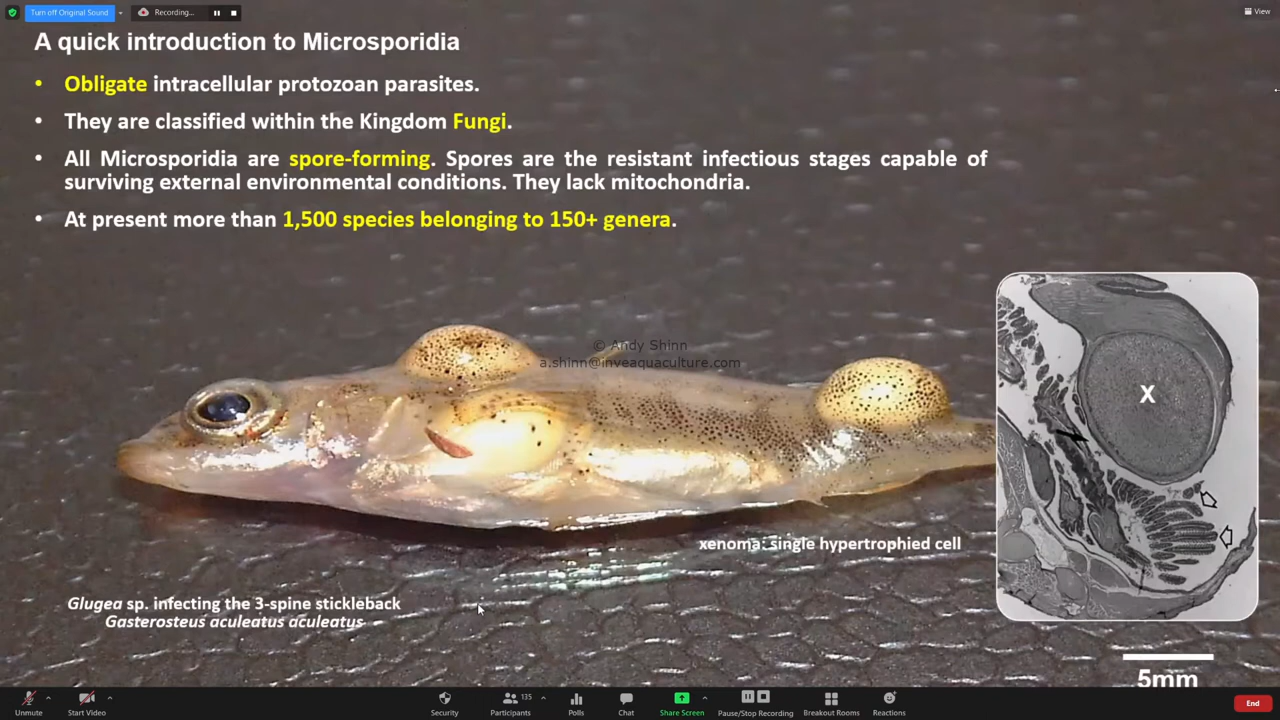 Turn off Original Sound
Recording...
View
A quick introduction to Microsporidia
• Obligate intracellular protozoan parasites.
• They are classified within the Kingdom Fungi.
• All Microsporidia are spore-forming. Spores are the resistant infectious stages capable of
surviving external environmental conditions. They lack mitochondria.
• At present more than 1,500 species belonging to 150+ genera.
© Andy Shinn
a.shinn@inveaquaculture.com
X
xenoma: single hypertrophied cell
Glugea sp. infecting the 3-spine stickleback
Gasterosteus aculeatus aculeatus
5mm
Unmute
Start Video
Security
Participants 135
Polls
Chat
Share Screen
Pause/Stop Recording
Breakout Rooms
Reactions
End